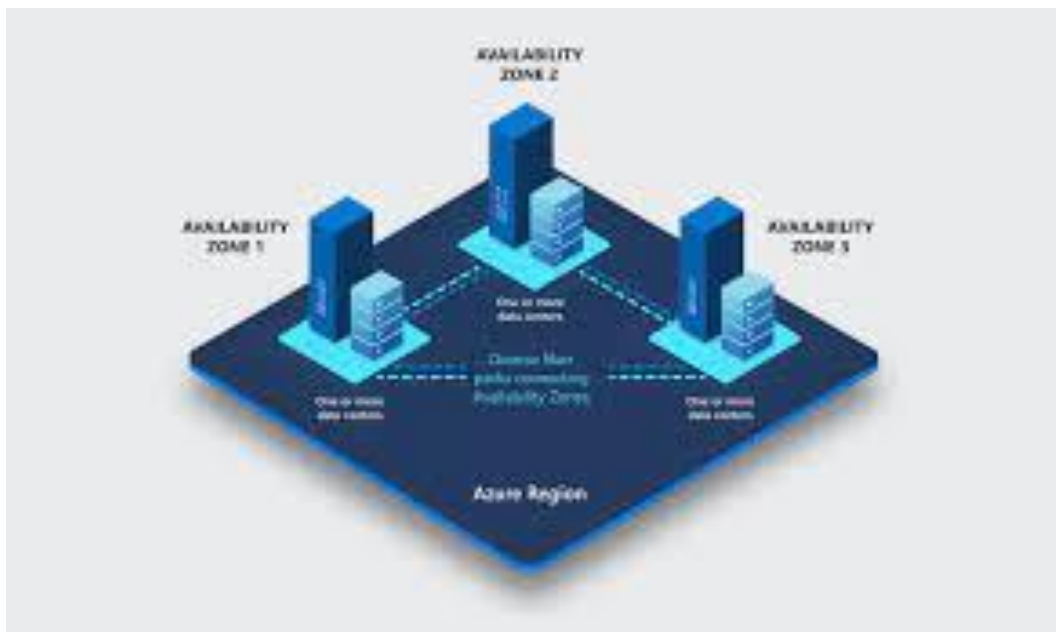 AVAILABILITY
ZONE 2
AVAILABILITY
ZONE 1
AVAILABILITY
ZONE 3
One or more
data centers
Diverse fiber
paths connecting
Availability Zones
One or more
data centers
One or more
data centers
Azure Region